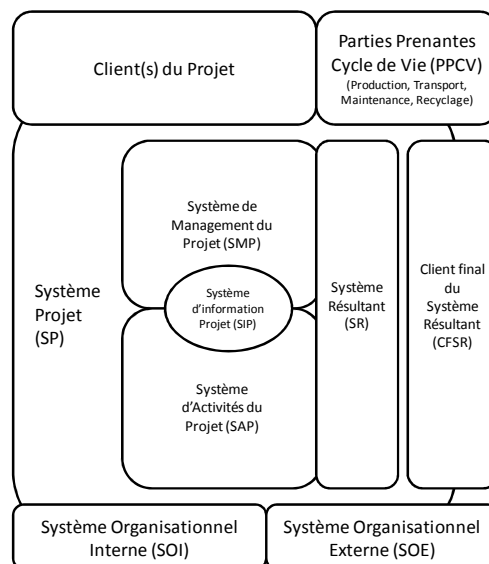 Client(s) du Projet
Parties Prenantes
Cycle de Vie (PPCV)
(Production, Transport,
Maintenance, Recyclage)
Système
Projet
(SP)
Système de
Management du
Projet (SMP)
Système
d'information
Projet (SIP)
Système
d'Activités du
Projet (SAP)
Système
Résultant
(SR)
Client final
du
Système
Résultant
(CFSR)
Système Organisationnel
Interne (SOI)
Système Organisationnel
Externe (SOE)